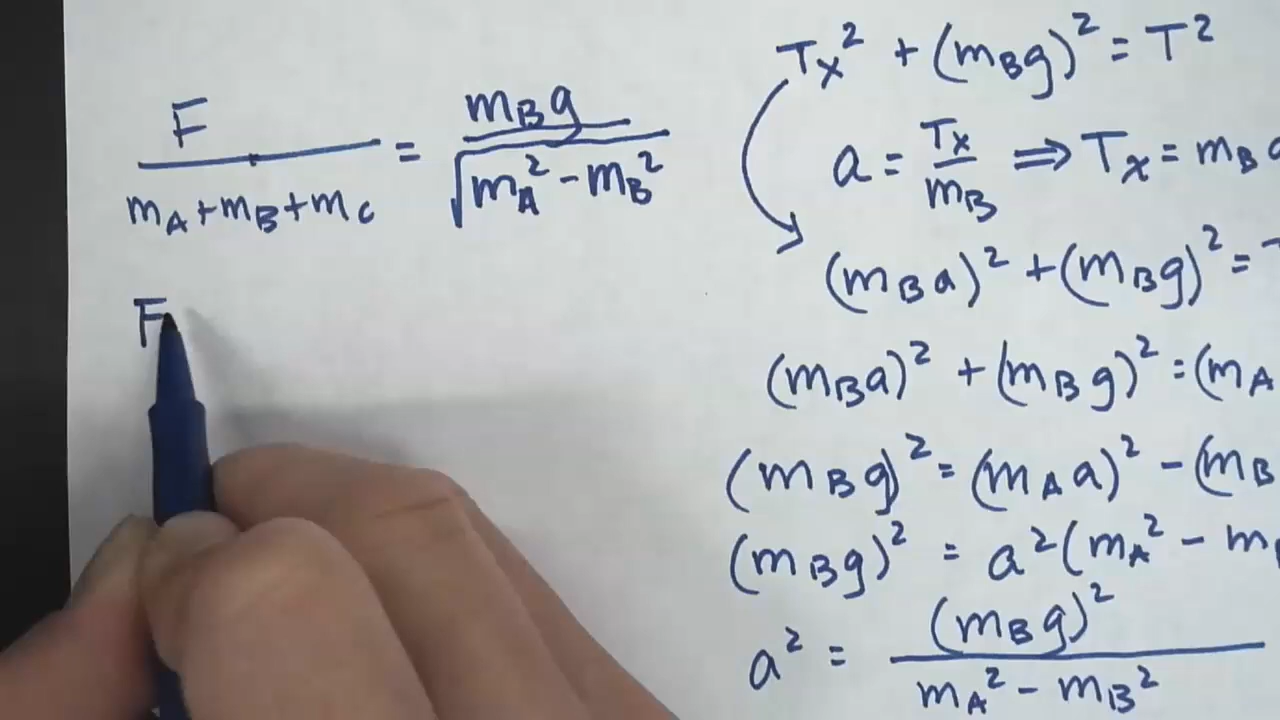 F / (mA+mB+mC) = mBg / √(mA² - mB²)
F
Tx² + (mBg)² = T²
a = Tx / mB ⇒ Tx = mB
(mBa)² + (mBg)² =
(mBa)² + (mBg)² = (mA
(mBg)² = (mAa)² - (mB
(mBg)² = a²(mA² - m
a² = (mBg)² / (mA² - mB²)